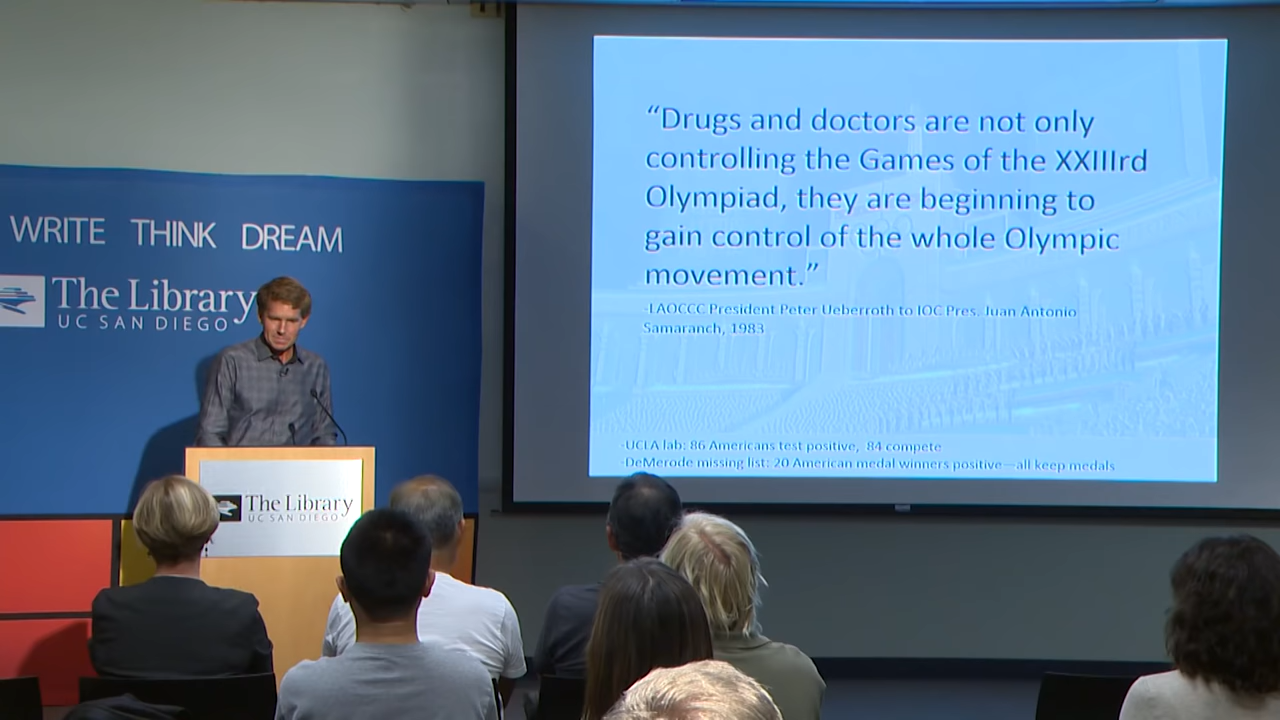 WRITE THINK DREAM
The Library
UC SAN DIEGO
“Drugs and doctors are not only
controlling the Games of the XXIIIrd
Olympiad, they are beginning to
gain control of the whole Olympic
movement.”
-LAOCCC President Peter Ueberroth to IOC Pres. Juan Antonio
Samaranch, 1983
-UCLA lab: 86 Americans test positive, 84 compete
-DeMerode missing list: 20 American medal winners positive—all keep medals
The Library
UC SAN DIEGO